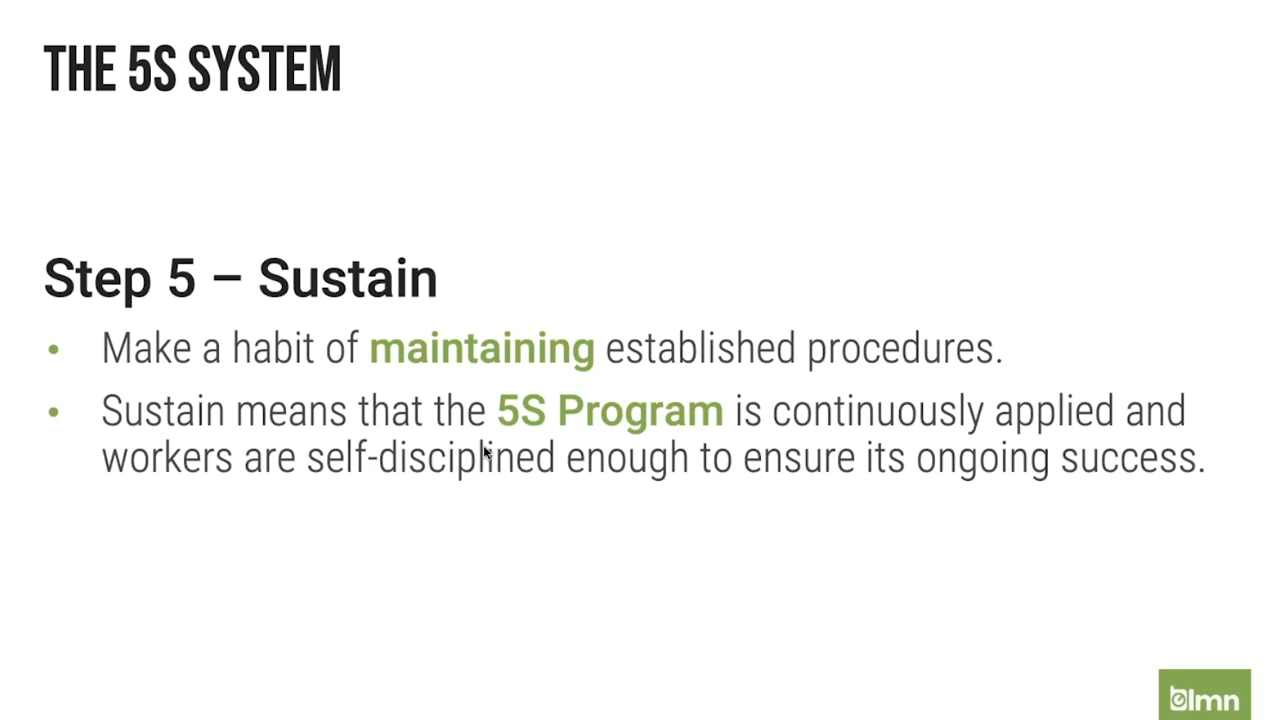 THE 5S SYSTEM
Step 5 – Sustain
• Make a habit of maintaining established procedures.
• Sustain means that the 5S Program is continuously applied and
workers are self-disciplined enough to ensure its ongoing success.
lmn